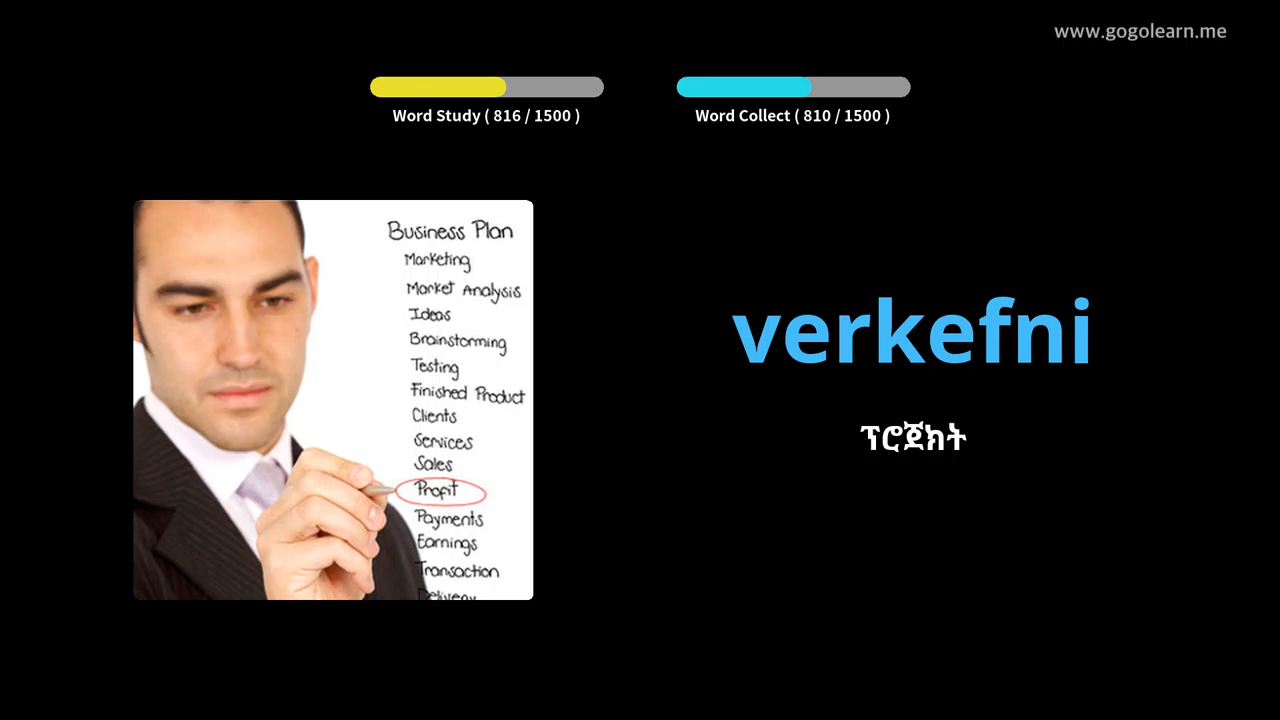 www.gogolearn.me
Word Study ( 816 / 1500 )
Word Collect ( 810 / 1500 )
Business Plan
Marketing
Market Analysis
Ideas
Brainstorming
Testing
Finished Product
Clients
Services
Sales
Profit
Payments
Earnings
Transaction
Delivery
verkefni
ፕሮጀክት